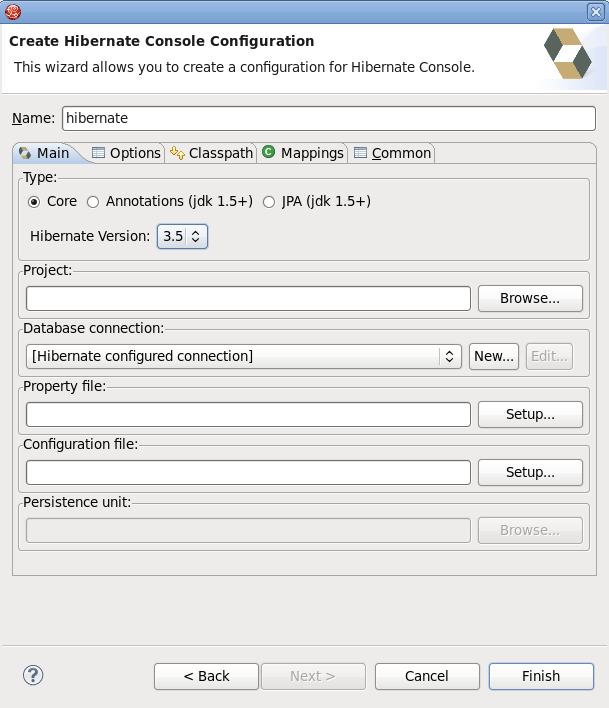 Create Hibernate Console Configuration
This wizard allows you to create a configuration for Hibernate Console.
Name: hibernate
Main Options Classpath C Mappings Common
Type:
Core Annotations (jdk 1.5+) JPA (jdk 1.5+)
Hibernate Version: 3.5
Project:
Browse...
Database connection:
[Hibernate configured connection] New... Edit...
Property file:
Setup...
Configuration file:
Setup...
Persistence unit:
Browse...
? < Back Next > Cancel Finish